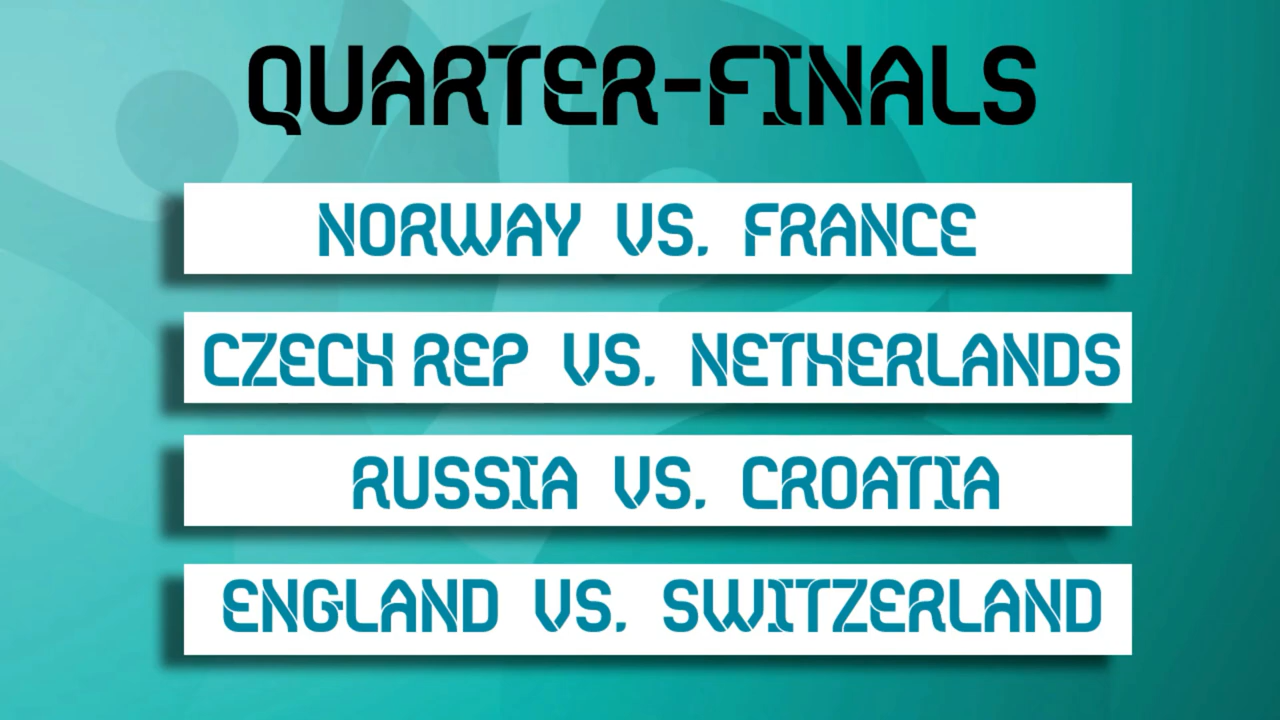 QUARTER-FINALS
NORWAY VS. FRANCE
CZECH REP VS. NETHERLANDS
RUSSIA VS. CROATIA
ENGLAND VS. SWITZERLAND